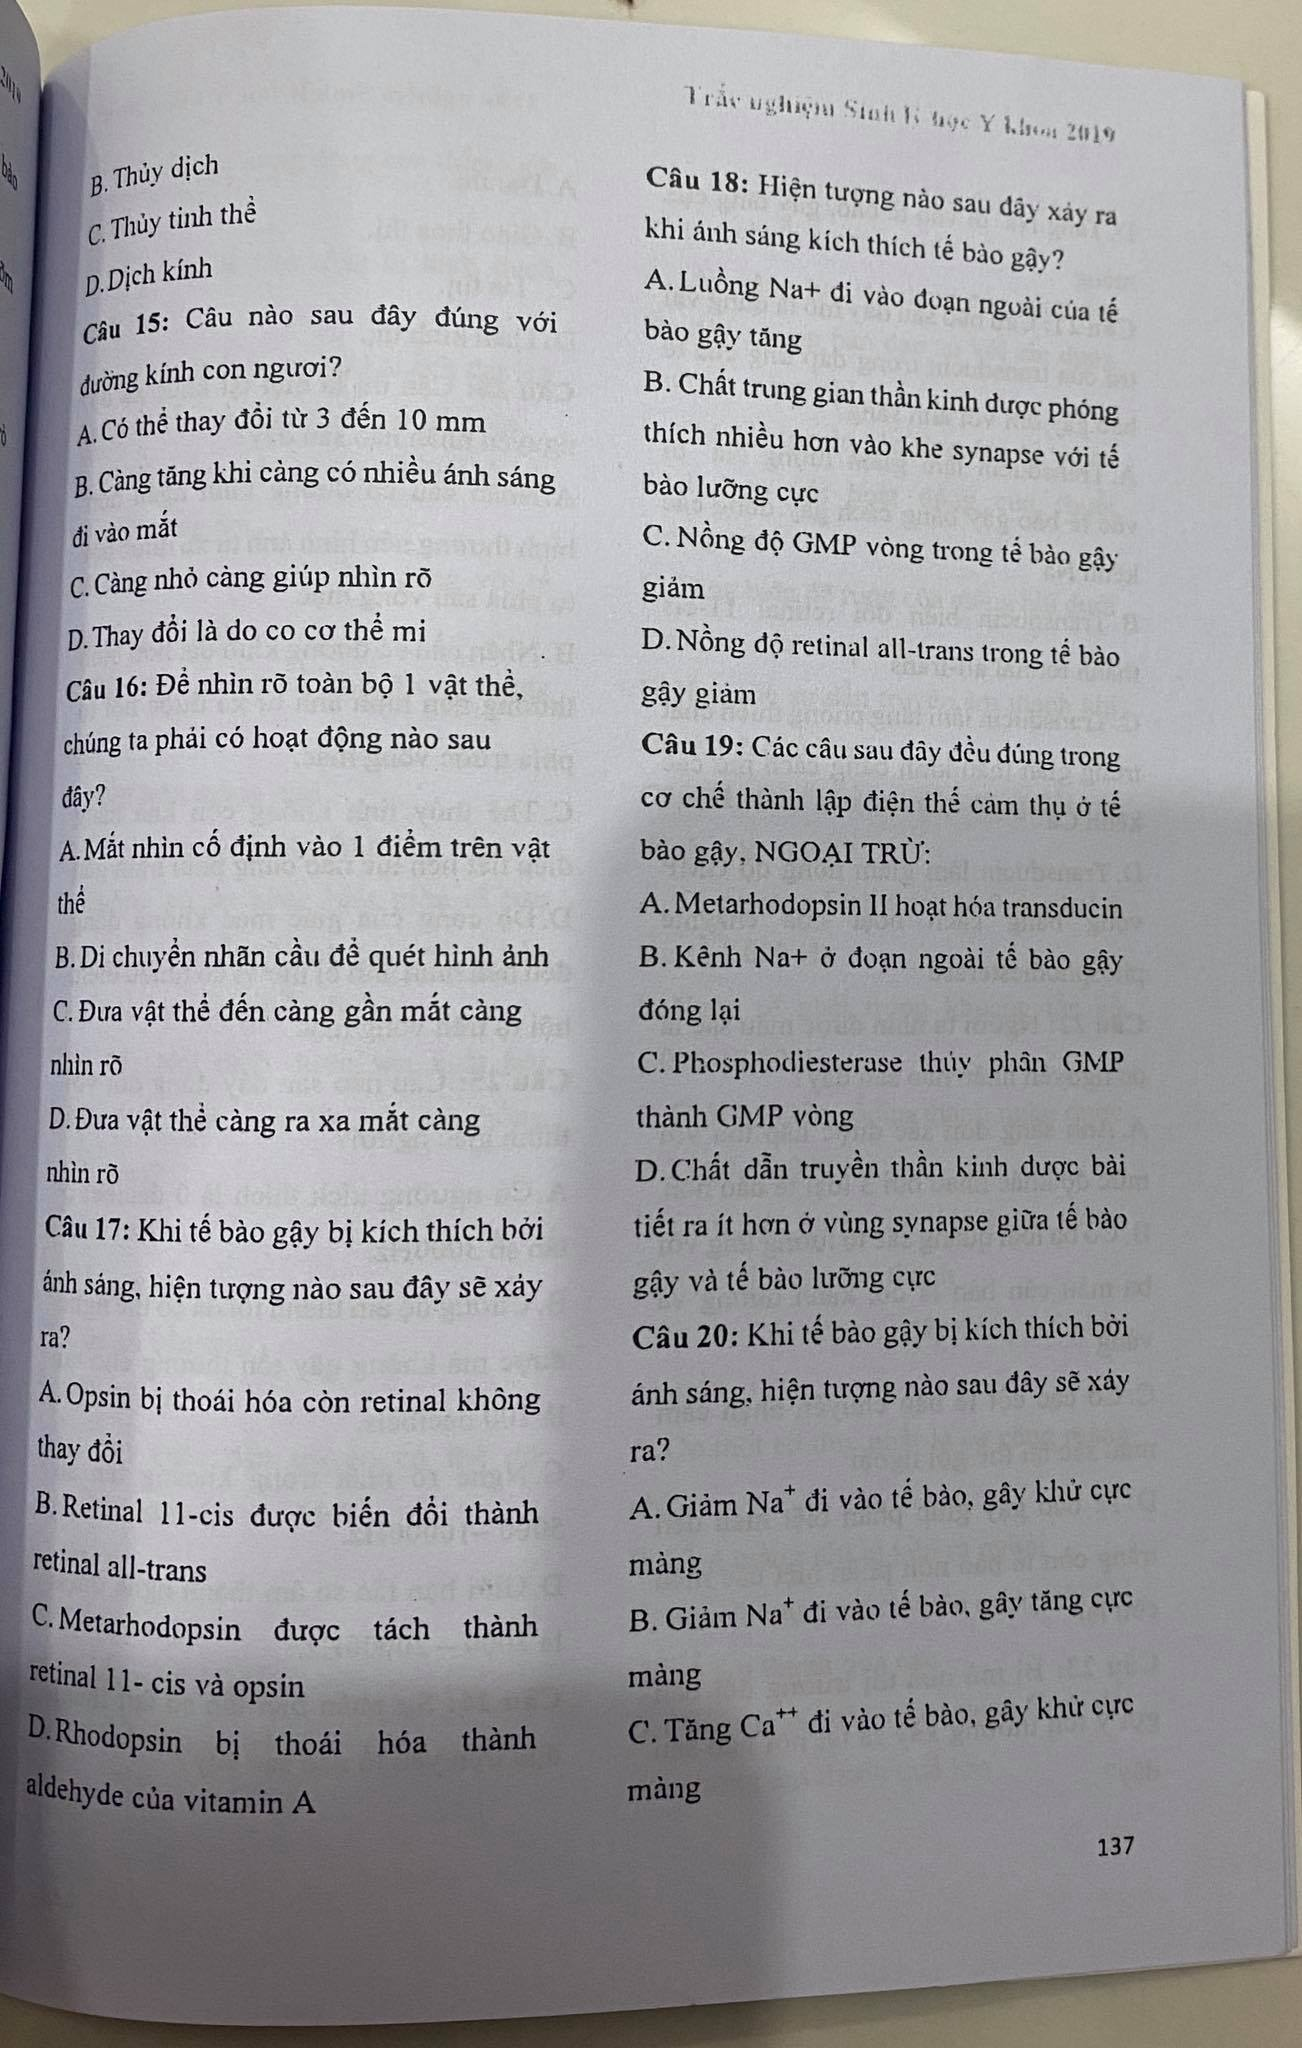 Trắc nghiệm Sinh lí học Y khoa 2019
B. Thủy dịch
C. Thủy tinh thể
D. Dịch kính
Câu 15: Câu nào sau đây đúng với
đường kính con ngươi?
A. Có thể thay đổi từ 3 đến 10 mm
B. Càng tăng khi càng có nhiều ánh sáng
đi vào mắt
C. Càng nhỏ càng giúp nhìn rõ
D. Thay đổi là do co cơ thể mi
Câu 16: Để nhìn rõ toàn bộ 1 vật thể,
chúng ta phải có hoạt động nào sau
đây?
A. Mắt nhìn cố định vào 1 điểm trên vật
thể
B. Di chuyển nhãn cầu để quét hình ảnh
C. Đưa vật thể đến càng gần mắt càng
nhìn rõ
D. Đưa vật thể càng ra xa mắt càng
nhìn rõ
Câu 17: Khi tế bào gậy bị kích thích bởi
ánh sáng, hiện tượng nào sau đây sẽ xảy
ra?
A. Opsin bị thoái hóa còn retinal không
thay đổi
B. Retinal 11-cis được biến đổi thành
retinal all-trans
C. Metarhodopsin được tách thành
retinal 11- cis và opsin
D. Rhodopsin bị thoái hóa thành
aldehyde của vitamin A
Câu 18: Hiện tượng nào sau đây xảy ra
khi ánh sáng kích thích tế bào gậy?
A. Luồng Na+ đi vào đoạn ngoài của tế
bào gậy tăng
B. Chất trung gian thần kinh được phóng
thích nhiều hơn vào khe synapse với tế
bào lưỡng cực
C. Nồng độ GMP vòng trong tế bào gậy
giảm
D. Nồng độ retinal all-trans trong tế bào
gậy giảm
Câu 19: Các câu sau đây đều đúng trong
cơ chế thành lập điện thế cảm thụ ở tế
bào gậy, NGOẠI TRỪ:
A. Metarhodopsin II hoạt hóa transducin
B. Kênh Na+ ở đoạn ngoài tế bào gậy
đóng lại
C. Phosphodiesterase thủy phân GMP
thành GMP vòng
D. Chất dẫn truyền thần kinh được bài
tiết ra ít hơn ở vùng synapse giữa tế bào
gậy và tế bào lưỡng cực
Câu 20: Khi tế bào gậy bị kích thích bởi
ánh sáng, hiện tượng nào sau đây sẽ xảy
ra?
A. Giảm Na⁺ đi vào tế bào, gây khử cực
màng
B. Giảm Na⁺ đi vào tế bào, gây tăng cực
màng
C. Tăng Ca⁺⁺ đi vào tế bào, gây khử cực
màng
137